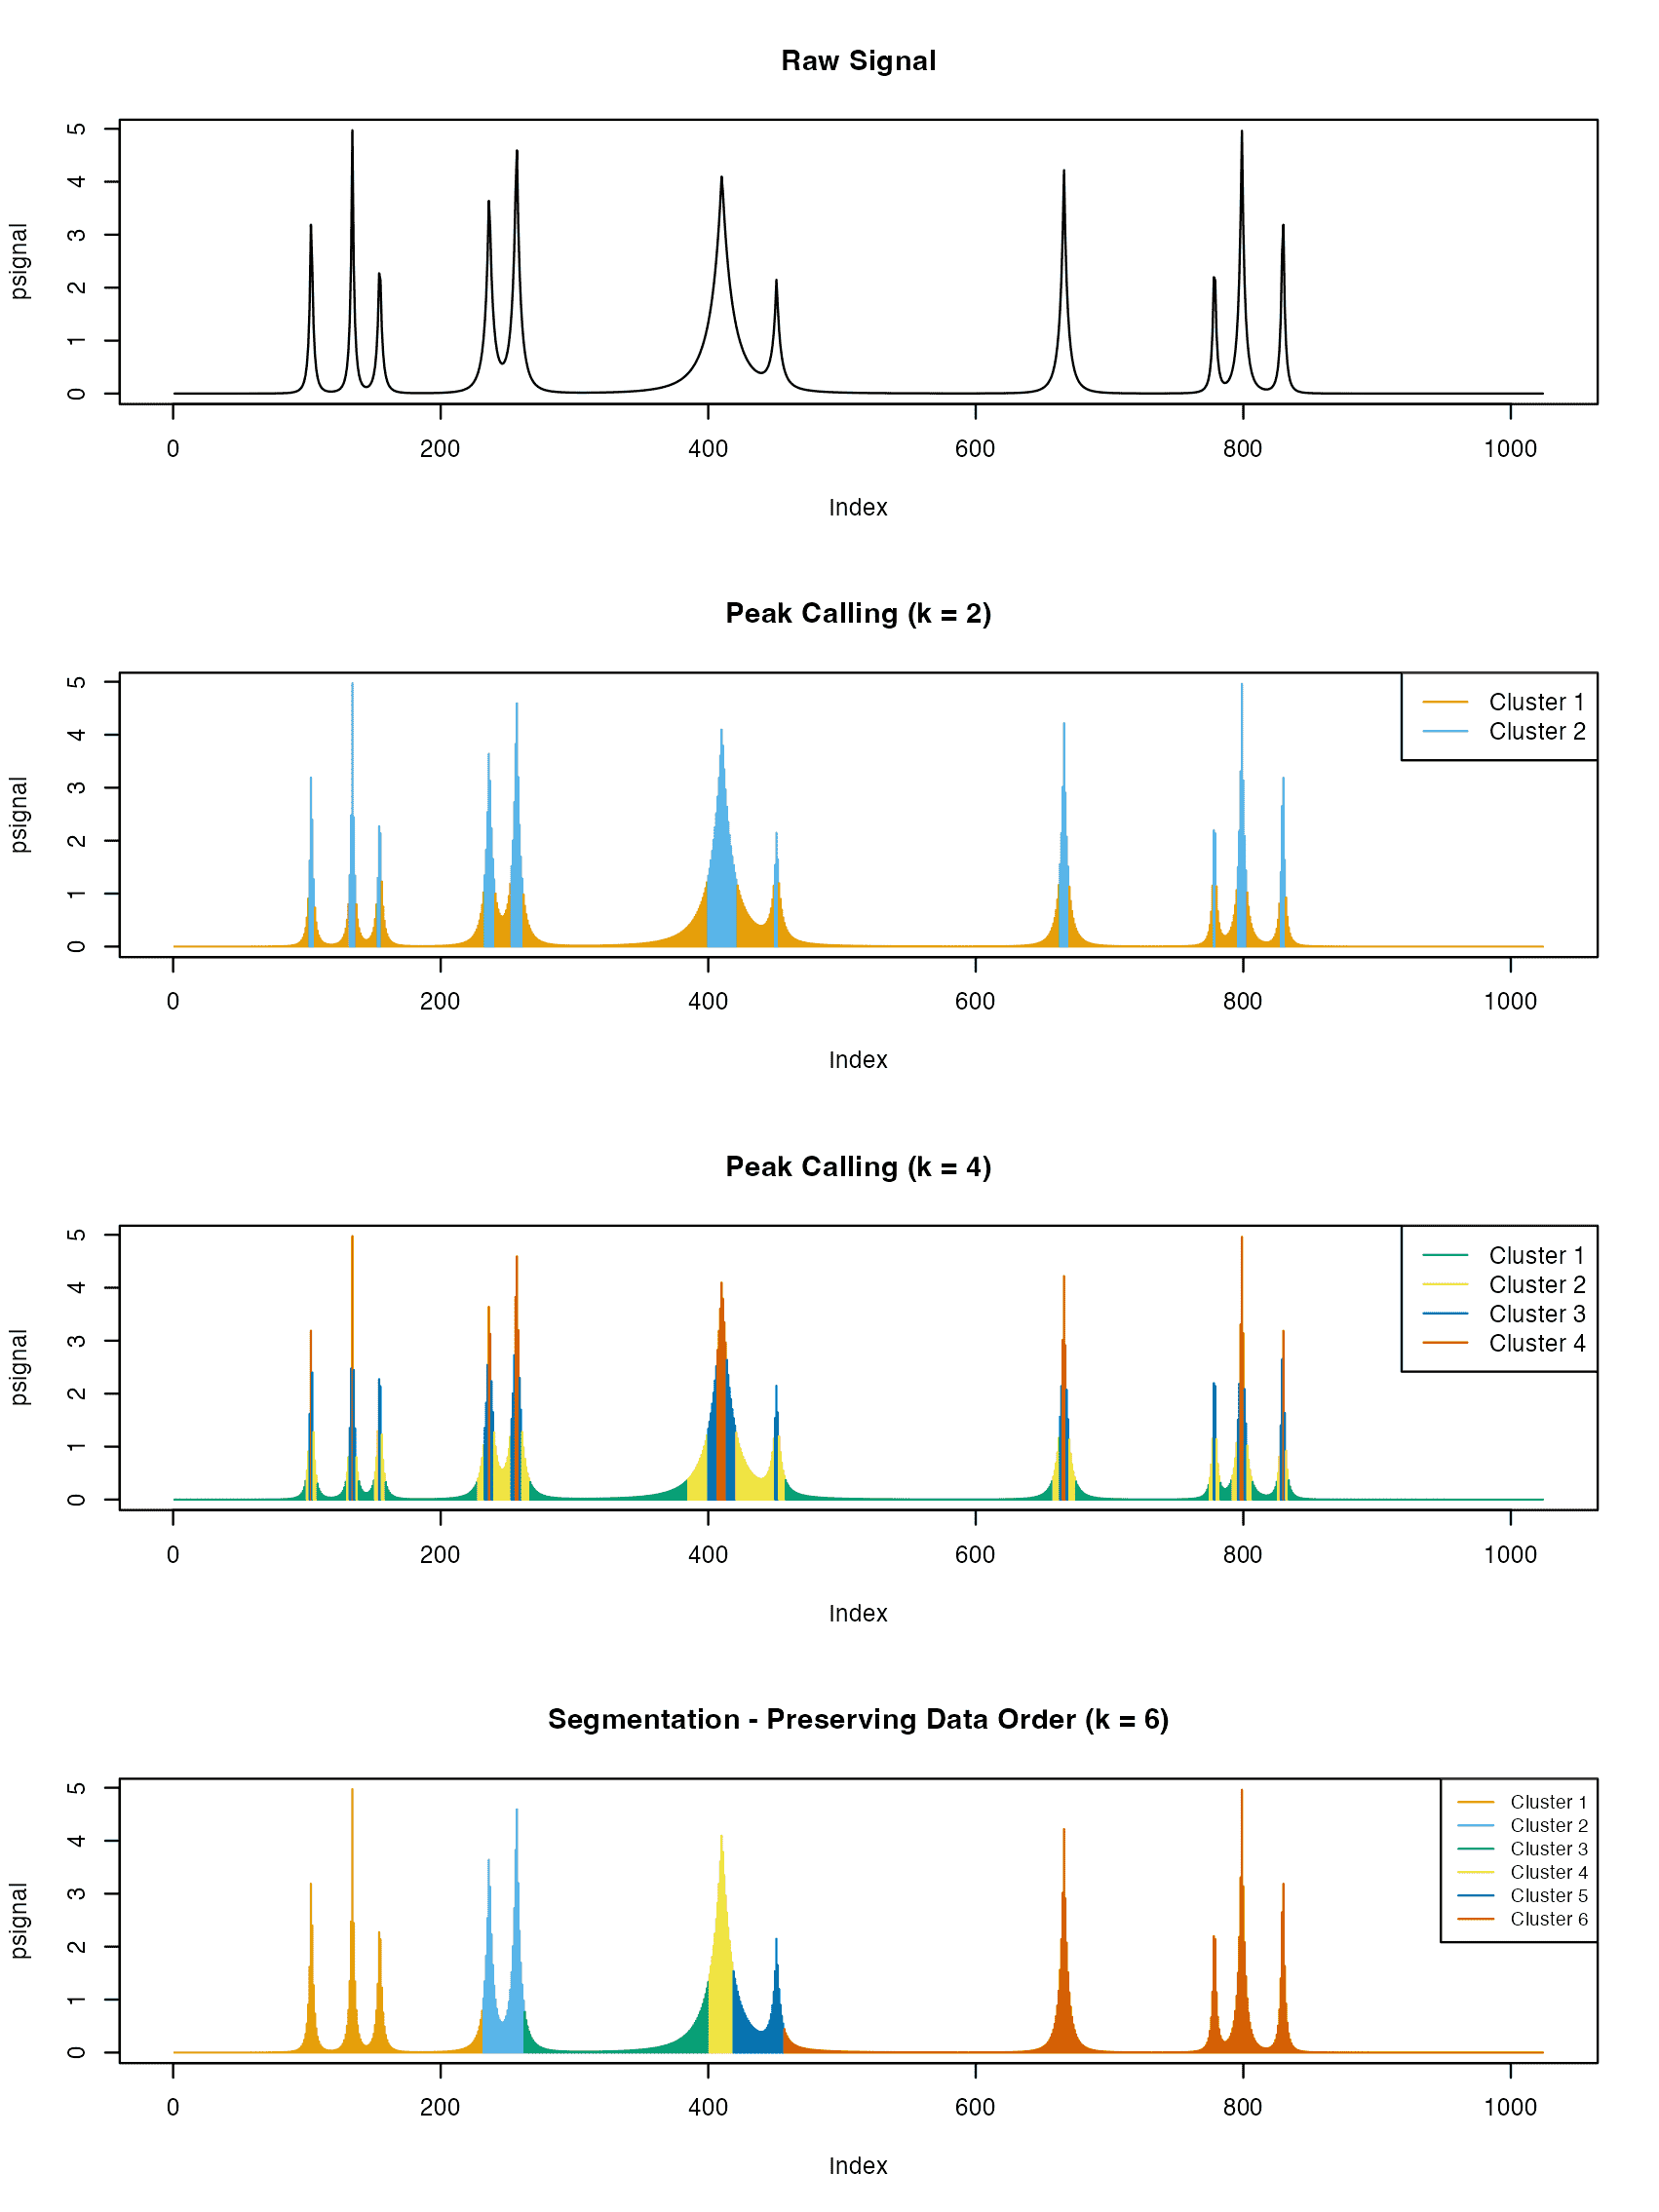 Raw Signal
psignal
5
4
3
2
1
0
0 200 400 600 800 1000
Index
Peak Calling (k = 2)
psignal
5
4
3
2
1
0
Cluster 1
Cluster 2
0 200 400 600 800 1000
Index
Peak Calling (k = 4)
psignal
5
4
3
2
1
0
Cluster 1
Cluster 2
Cluster 3
Cluster 4
0 200 400 600 800 1000
Index
Segmentation - Preserving Data Order (k = 6)
psignal
5
4
3
2
1
0
Cluster 1
Cluster 2
Cluster 3
Cluster 4
Cluster 5
Cluster 6
0 200 400 600 800 1000
Index